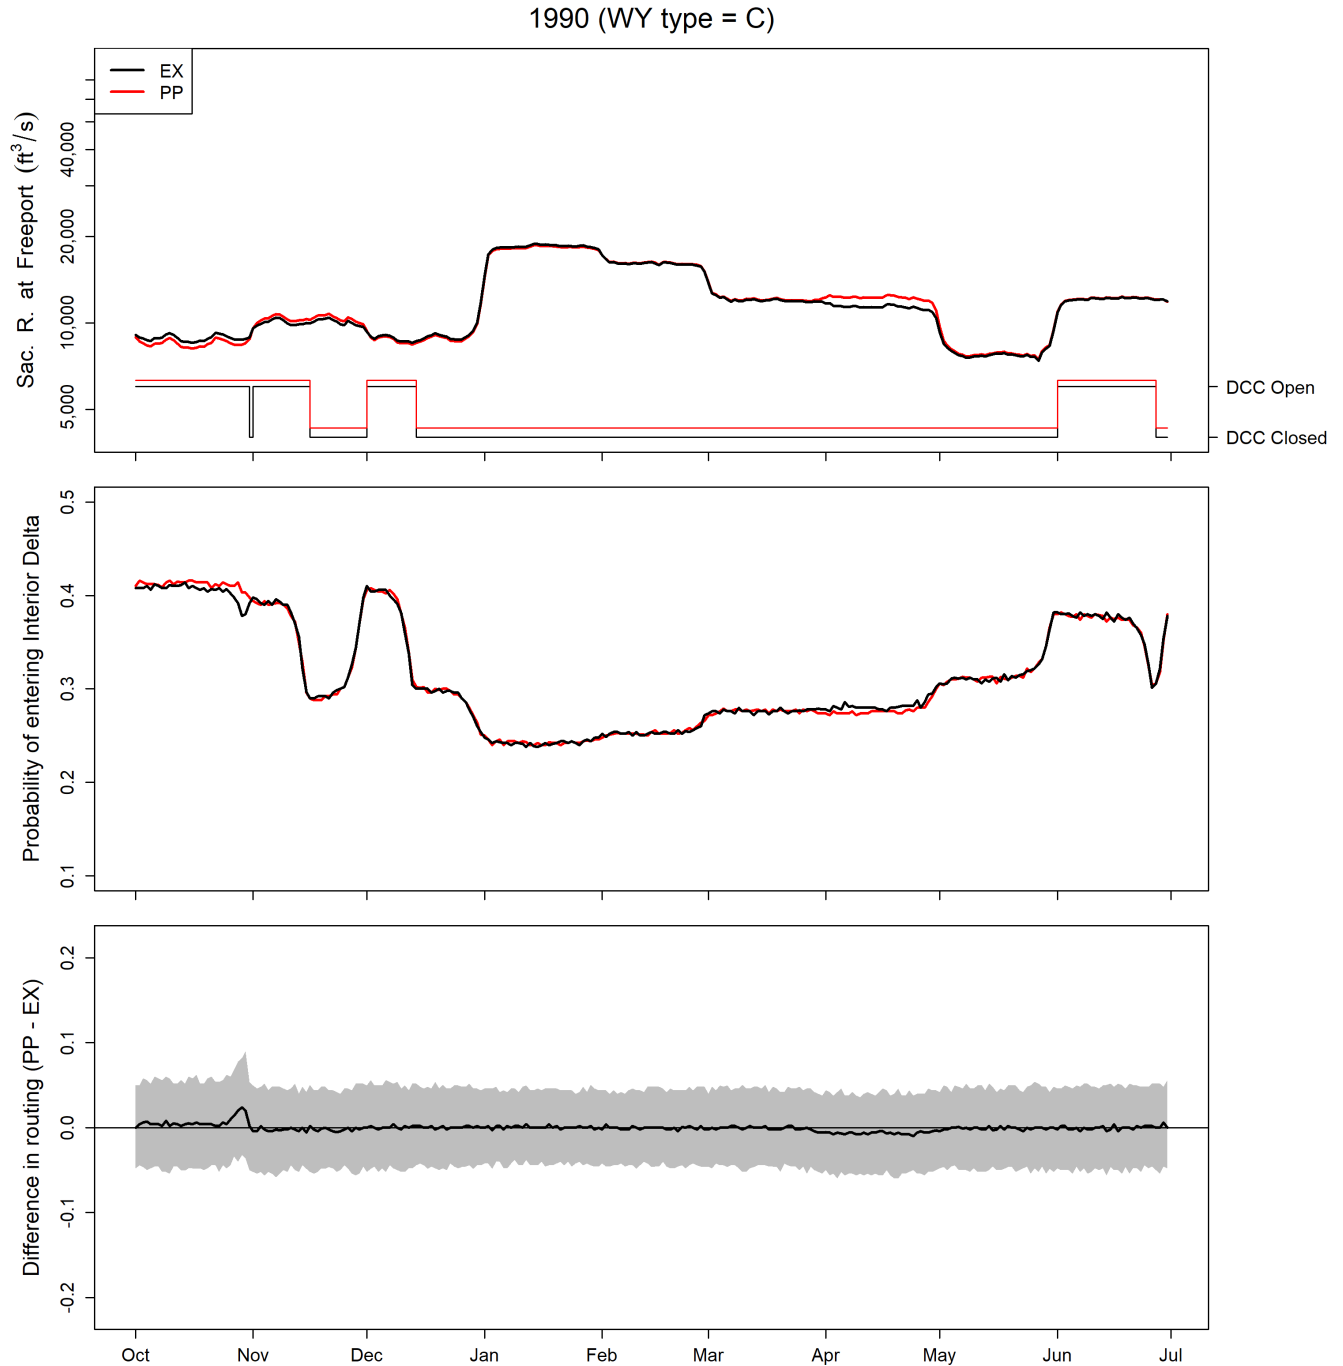 1990 (WY type = C)
EX
PP
Sac. R. at Freeport (ft³/s)
40,000
20,000
10,000
5,000
DCC Open
DCC Closed
Probability of entering Interior Delta
0.5
0.4
0.3
0.2
0.1
Difference in routing (PP - EX)
0.2
0.1
0.0
-0.1
-0.2
Oct Nov Dec Jan Feb Mar Apr May Jun Jul